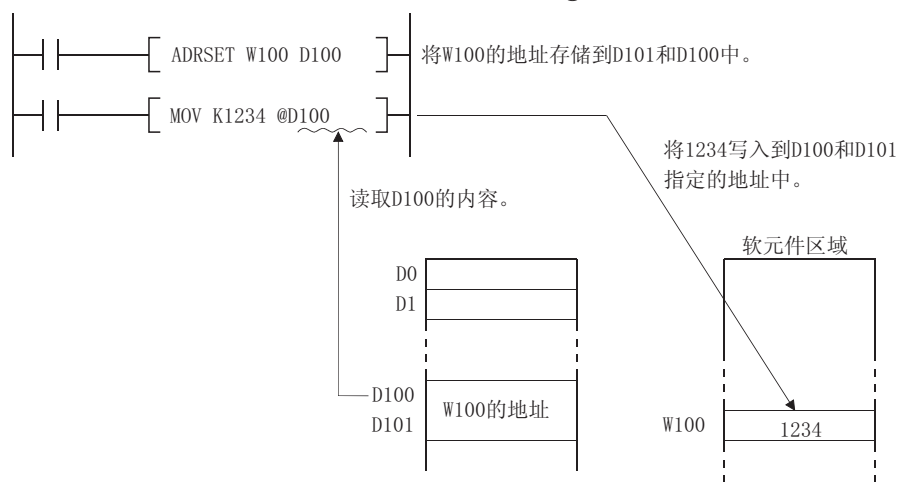 ADRSET W100 D100
将W100的地址存储到D101和D100中。
MOV K1234 @D100
将1234写入到D100和D101
指定的地址中。
读取D100的内容。
软元件区域
D0
D1
D100
D101
W100的地址
W100
1234